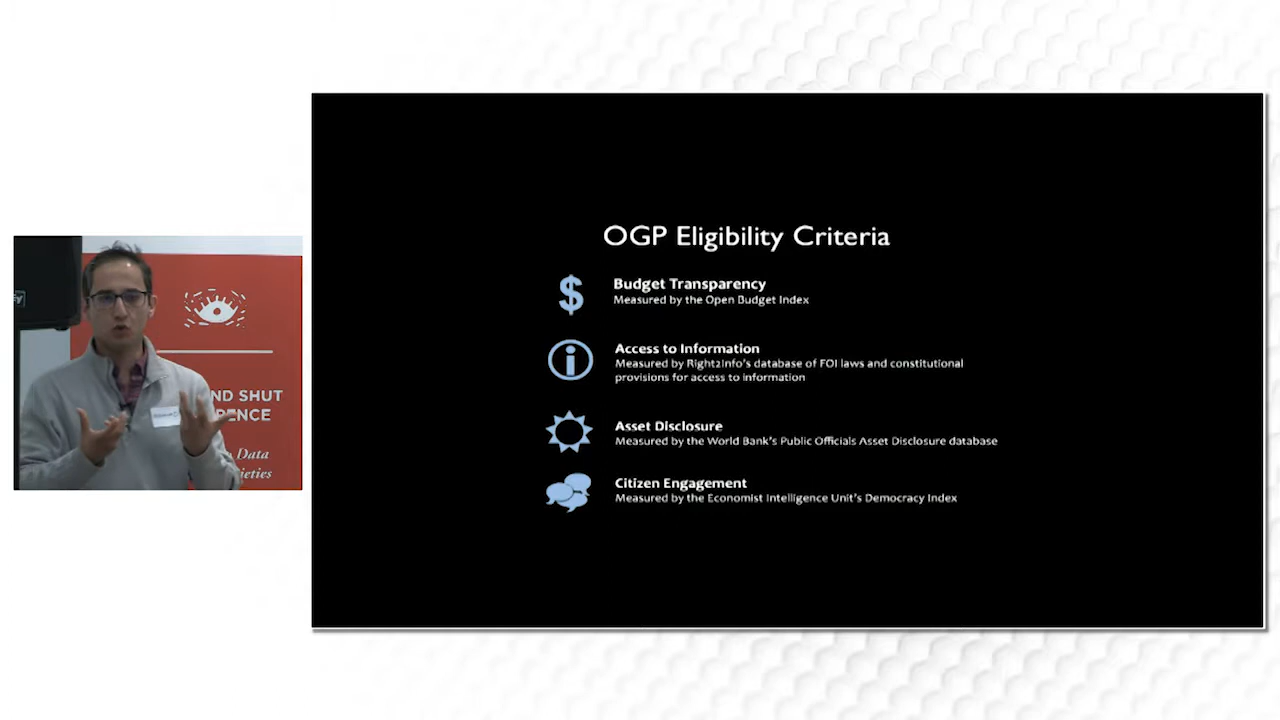 OGP Eligibility Criteria
Budget Transparency
Measured by the Open Budget Index
Access to Information
Measured by Right2Info's database of FOI laws and constitutional
provisions for access to information
Asset Disclosure
Measured by the World Bank's Public Officials Asset Disclosure database
Citizen Engagement
Measured by the Economist Intelligence Unit's Democracy Index
ND SHUT
RENCE
Data
ieties